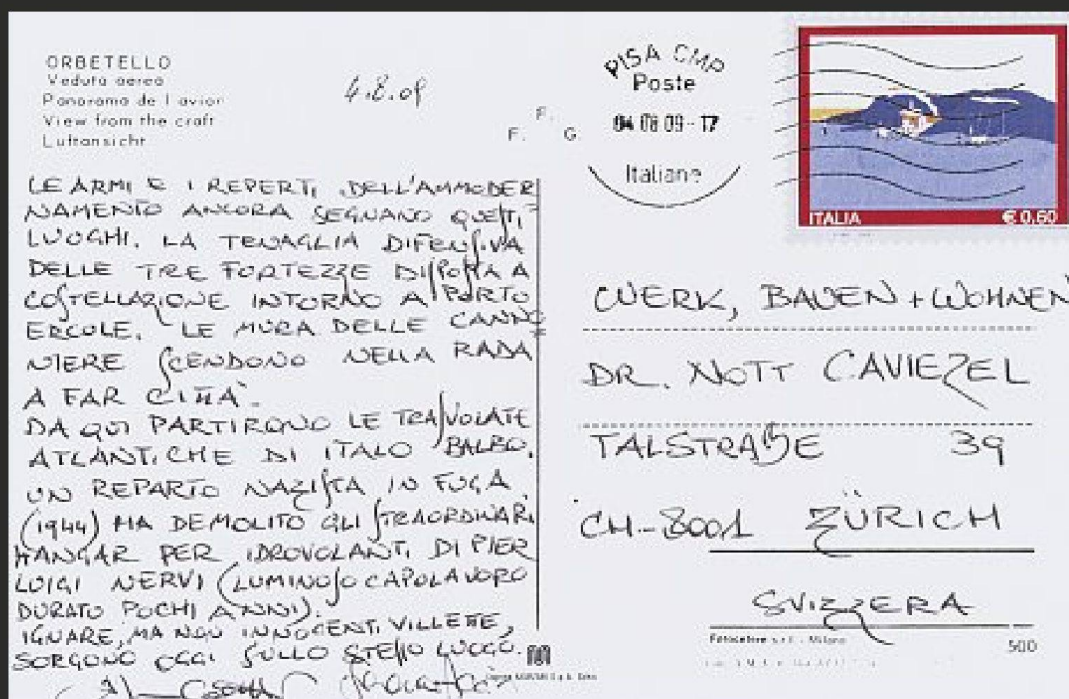 ORBETELLO
Veduta aerea
Panorama de l avion
View from the craft
Luftansicht
4.8.09
F.
F. G
PISA CMP
Poste
04 08 09-17
Italiane
ITALIA € 0,60
LE ARMI E I REPERTI DELL'AMMODER
NAMENTO ANCORA SEGNANO QUESTI
LUOGHI. LA TENAGLIA DIFENSIVA
DELLE TRE FORTEZZE DISPOSTA A
COSTELLAZIONE INTORNO A PORTO
ERCOLE. LE MURA DELLE CANNO
NIERE SCENDONO NELLA RADA
A FAR CITTA'.
DA QUI PARTIRONO LE TRASVOLATE
ATLANTICHE DI ITALO BALBO.
UN REPARTO NAZISTA IN FUGA
(1944) HA DEMOLITO GLI STRAORDINARI
HANGAR PER IDROVOLANTI DI PIER
LUIGI NERVI (LUMINOSO CAPOLAVORO
DURATO POCHI ANNI).
IGNARE, MA NON INNOCENTI VILLETTE,
SORGONO OGGI SULLO STESSO LUOGO.
WERK, BAUEN + WOHNEN
DR. NOTT CAVIEZEL
TALSTRAßE 39
CH-8001 ZÜRICH
SVIZZERA
Fotocelere s.r.l. - Milano
500